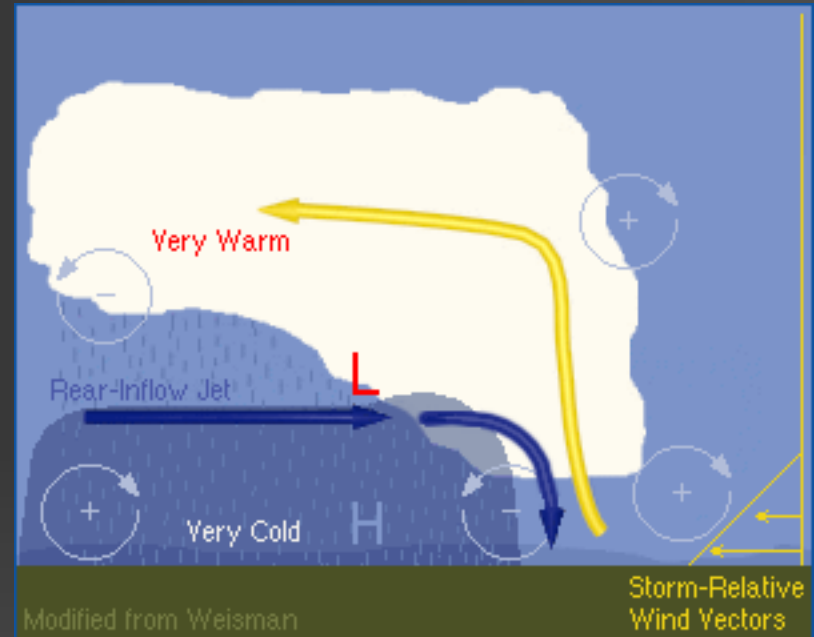 Very Warm
L
Rear-Inflow Jet
+
−
+
+
−
+
Very Cold
H
Storm-Relative
Wind Vectors
Modified from Weisman